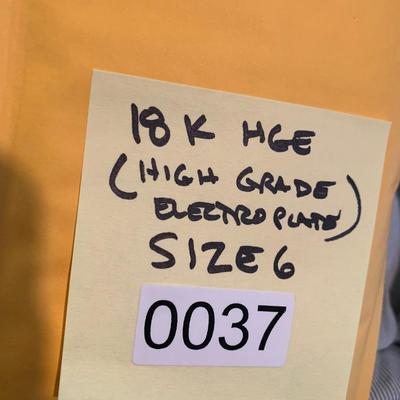 18K HGE
(HIGH GRADE
ELECTROPLATE)
SIZE 6
0037